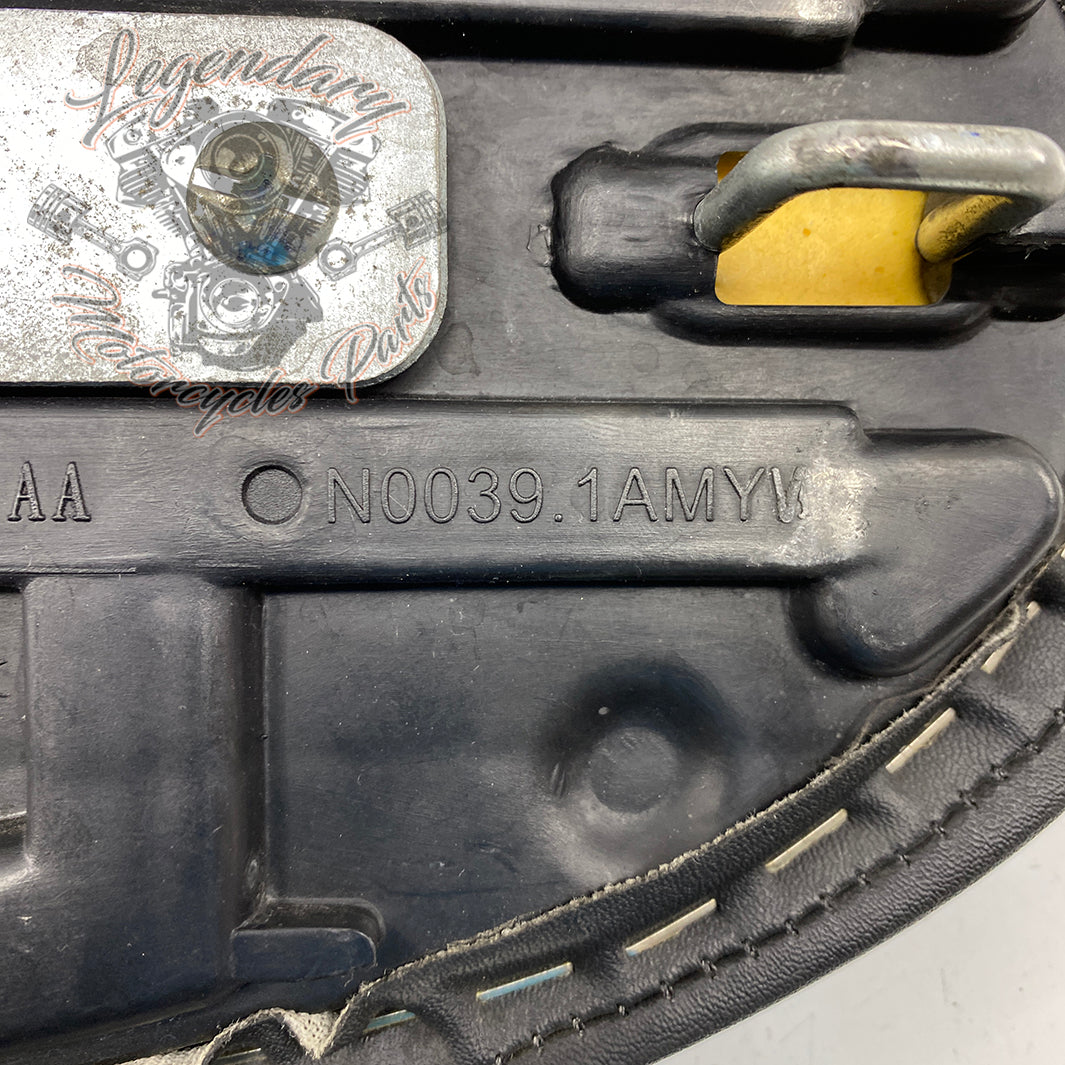 Legendary
Motorcycles Parts
AA N0039.1AMYW